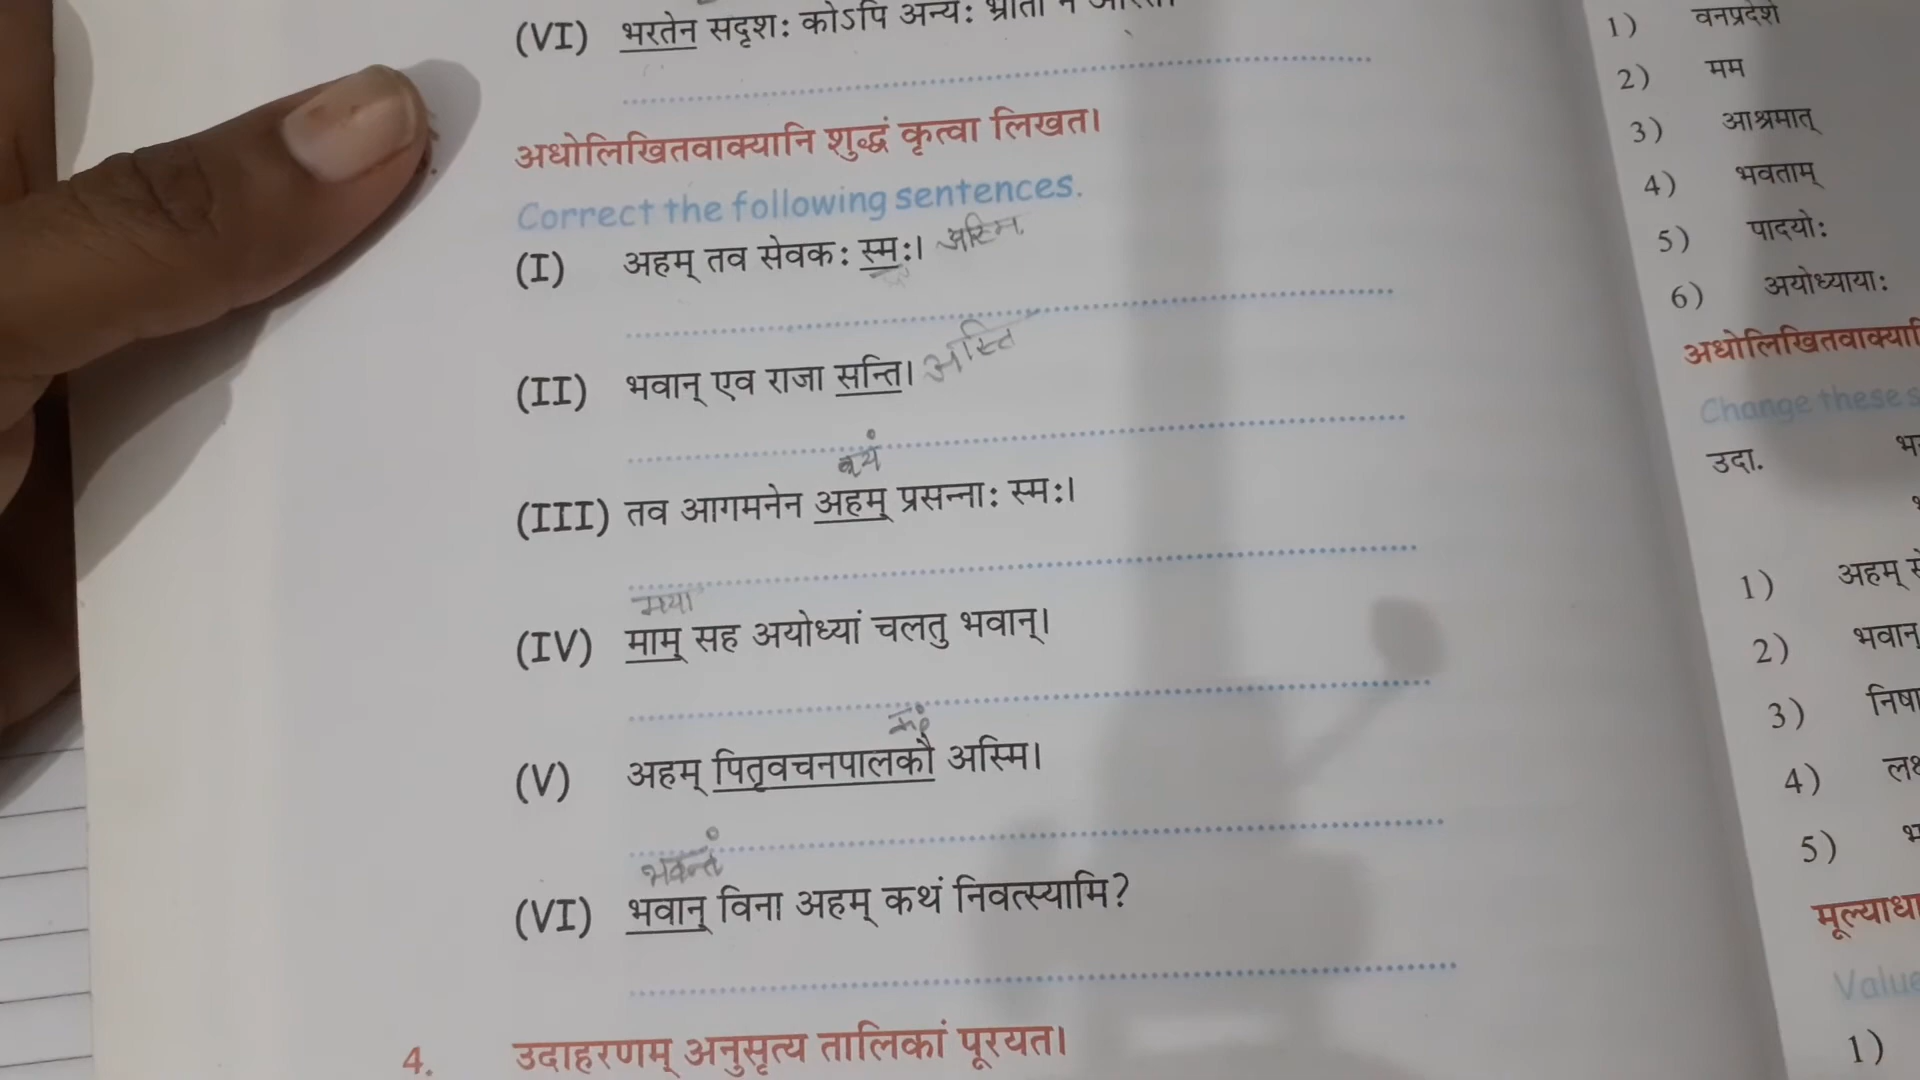 (VI) भरतेन सदृशः कोऽपि अन्यः भ्राता न
अधोलिखितवाक्यानि शुद्धं कृत्वा लिखत।
Correct the following sentences.
(I) अहम् तव सेवकः स्मः। अस्मि
(II) भवान् एव राजा सन्ति। अस्ति
वयं
(III) तव आगमनेन अहम् प्रसन्नाः स्मः।
मया
(IV) माम् सह अयोध्यां चलतु भवान्।
(V) अहम् पितृवचनपालकौ अस्मि।
भवन्तं
(VI) भवान् विना अहम् कथं निवत्स्यामि?
4. उदाहरणम् अनुसृत्य तालिकां पूरयत।
1) वनप्रदेशे
2) मम
3) आश्रमात्
4) भवताम्
5) पादयोः
6) अयोध्यायाः
अधोलिखितवाक्या
Change these s
उदा.
1) अहम्
2) भवान्
3) निषा
4) लक्ष
5)
मूल्याधा
Value
1)